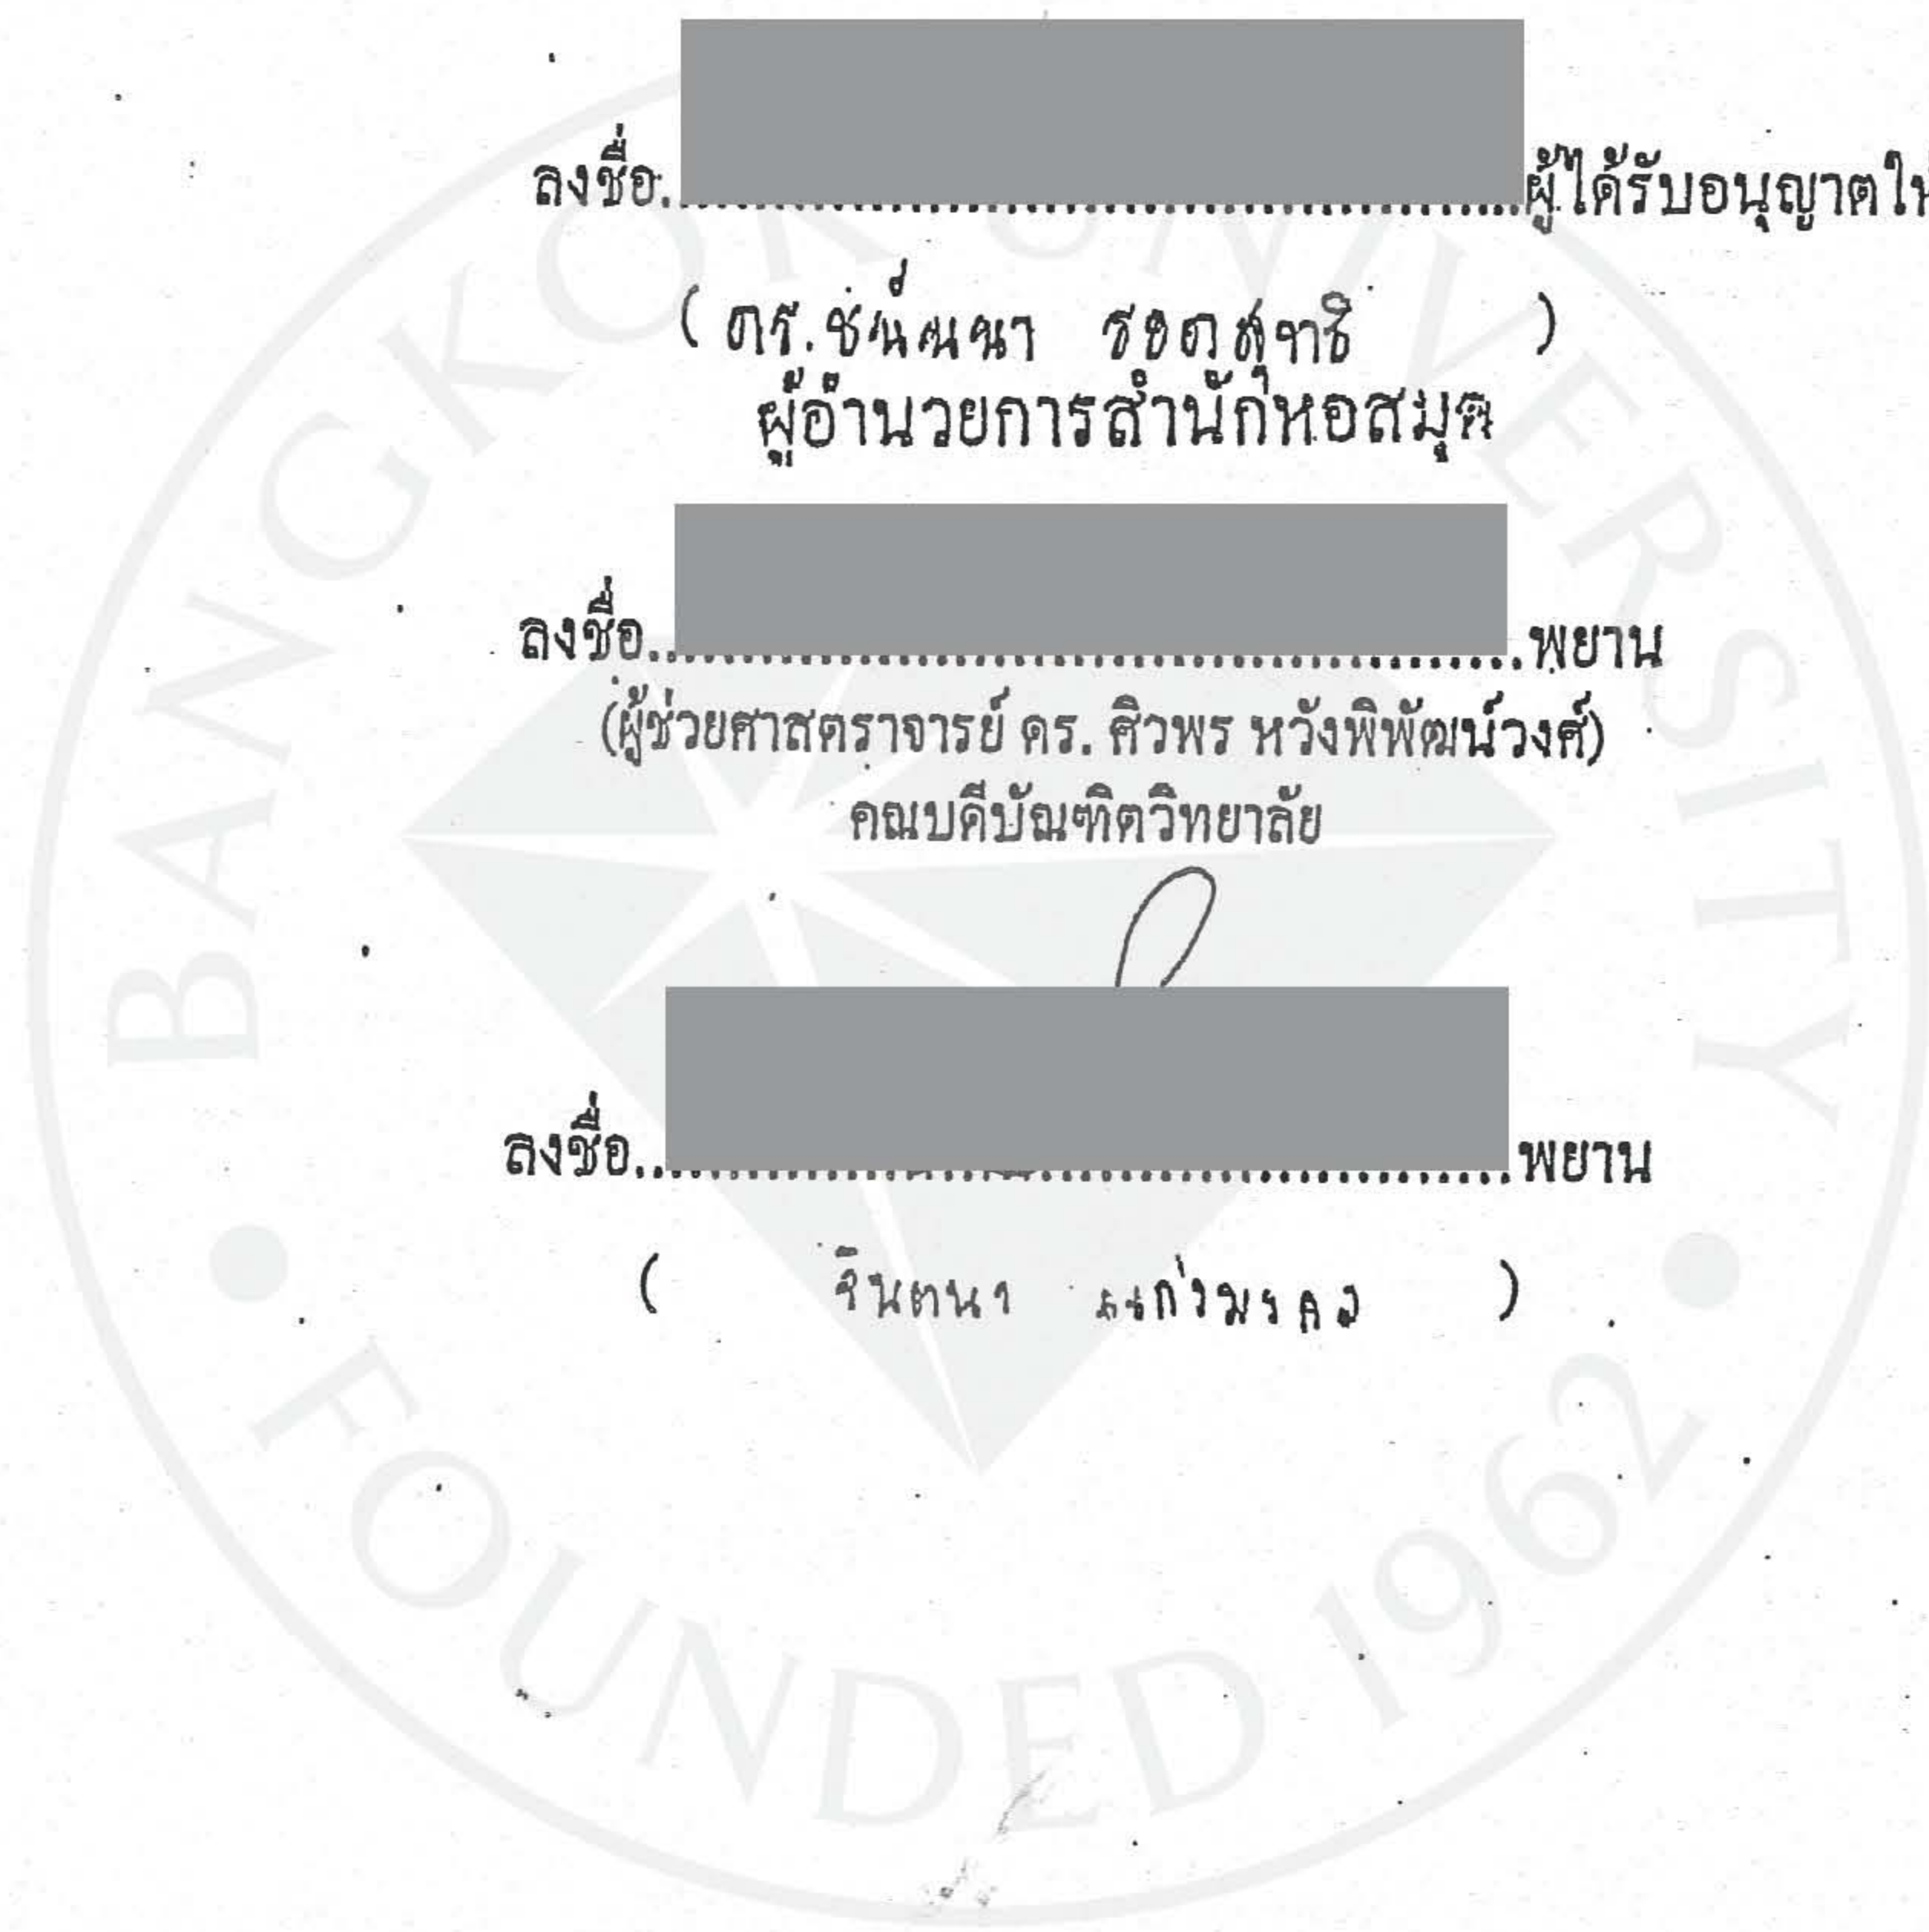 ลงชื่อ....................................................ผู้ได้รับอนุญาตให้
(ดร.ชนัณนา รอดสุทธิ)
ผู้อำนวยการสำนักหอสมุด
ลงชื่อ....................................................พยาน
(ผู้ช่วยศาสตราจารย์ ดร. ศิวพร หวังพิพัฒน์วงศ์)
คณบดีบัณฑิตวิทยาลัย
ลงชื่อ....................................................พยาน
( จินตนา )
BANGKOK UNIVERSITY
FOUNDED 1962